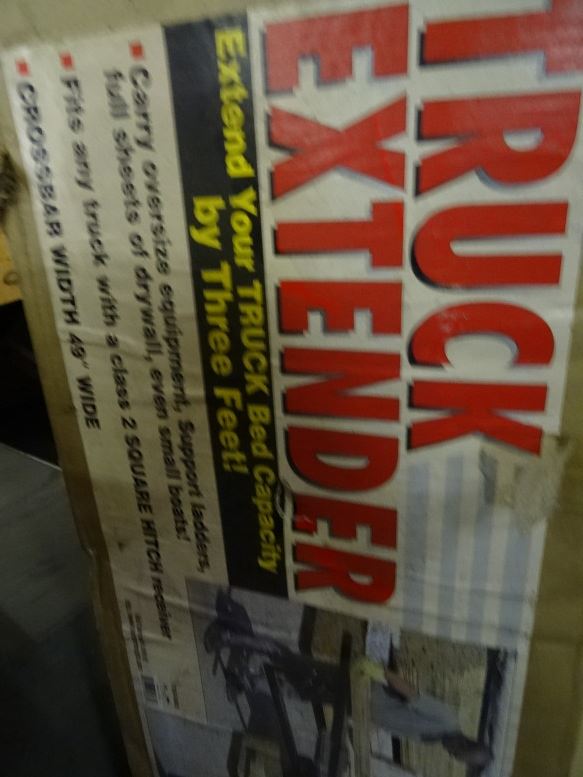 TRUCK
EXTENDER
Extend Your TRUCK Bed Capacity
by Three Feet!
Carry oversize equipment, Support ladders,
full sheets of drywall, even small boats!
Fits any truck with a class 2 SQUARE HITCH receiver
CROSSBAR WIDTH 49" WIDE